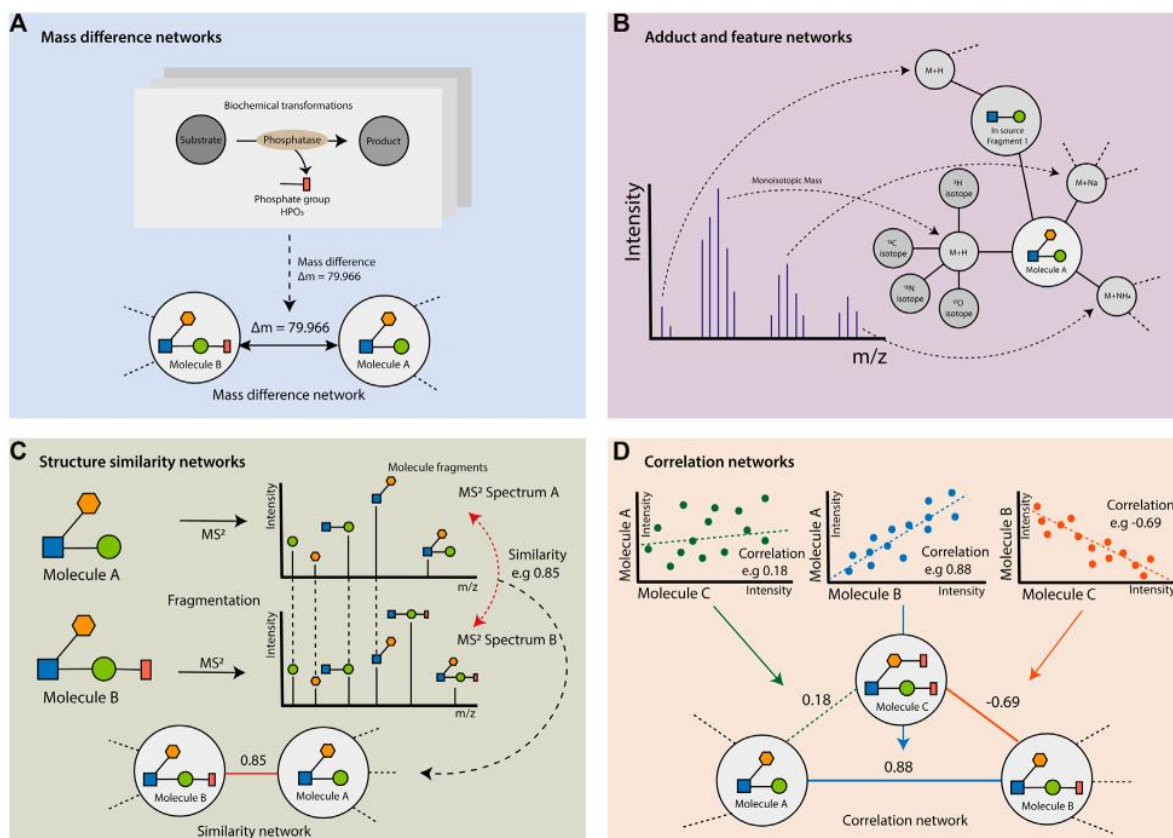 A
Mass difference networks
Biochemical transformations
Substrate
Phosphatase
Product
Phosphate group
HPO₃
Mass difference
Δm = 79.966
Δm = 79.966
Molecule B
Molecule A
Mass difference network
B
Adduct and feature networks
M+H
In source
Fragment 1
Monoisotopic Mass
M+Na
²H
isotope
isotope
M+H
isotope
isotope
Molecule A
M+NH₄
Intensity
m/z
C
Structure similarity networks
Molecule fragments
Intensity
MS² Spectrum A
MS²
Molecule A
m/z
Similarity
e.g 0.85
Fragmentation
Intensity
MS² Spectrum B
MS²
Molecule B
m/z
0.85
Molecule B
Molecule A
Similarity network
D
Correlation networks
Molecule A
Intensity
Correlation
e.g 0.18
Molecule C
Intensity
Molecule A
Intensity
Correlation
e.g 0.88
Molecule B
Intensity
Molecule B
Intensity
Correlation
e.g -0.69
Molecule C
Intensity
0.18
Molecule C
-0.69
0.88
Molecule A
Molecule B
Correlation network